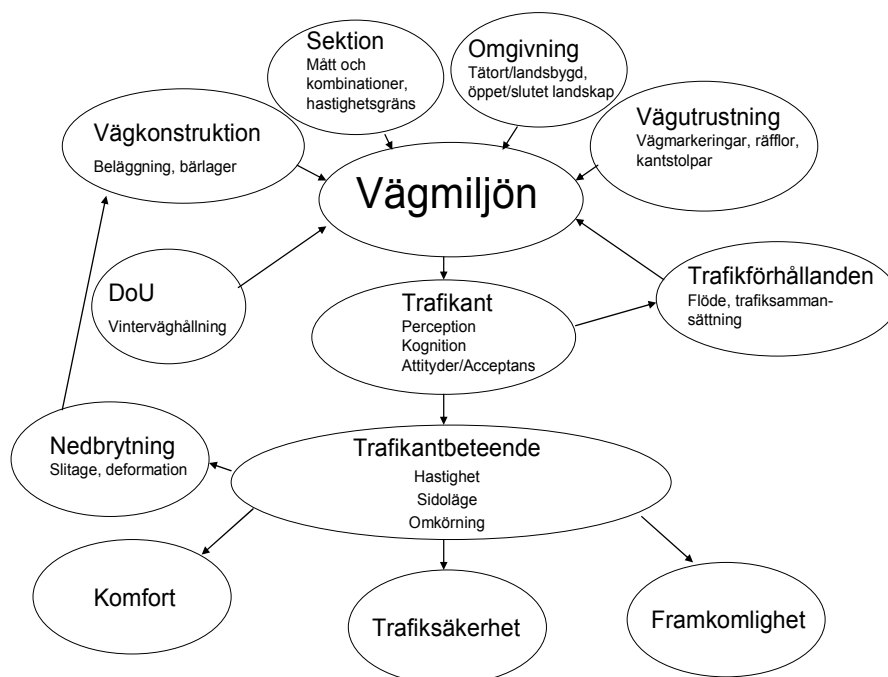 Sektion
Mått och
kombinationer,
hastighetsgräns
Omgivning
Tätort/landsbygd,
öppet/slutet landskap
Vägkonstruktion
Beläggning, bärlager
Vägutrustning
Vägmarkeringar, räfflor,
kantstolpar
Vägmiljön
DoU
Vinterväghållning
Trafikant
Perception
Kognition
Attityder/Acceptans
Trafikförhållanden
Flöde, trafiksamman-
sättning
Nedbrytning
Slitage, deformation
Trafikantbeteende
Hastighet
Sidoläge
Omkörning
Komfort
Trafiksäkerhet
Framkomlighet